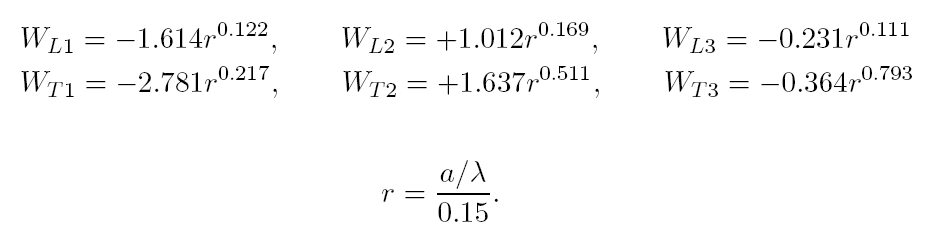 W_{L1} = −1.614r^{0.122}, W_{L2} = +1.012r^{0.169}, W_{L3} = −0.231r^{0.111}
W_{T1} = −2.781r^{0.217}, W_{T2} = +1.637r^{0.511}, W_{T3} = −0.364r^{0.793}
r = \frac{a/λ}{0.15}.